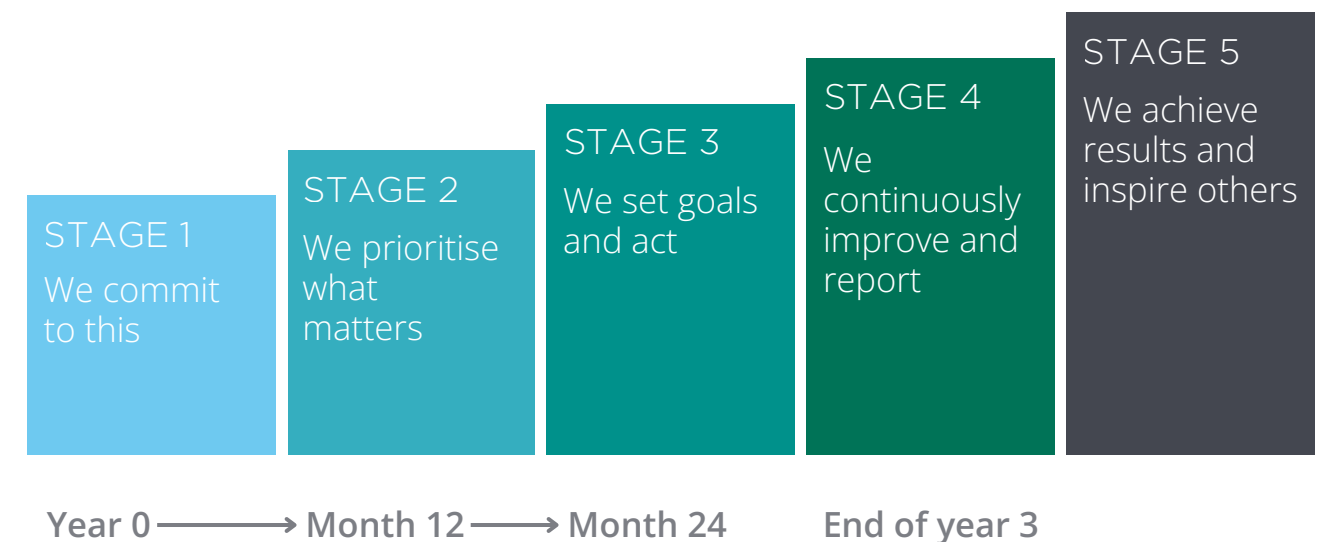 STAGE 1
We commit
to this
STAGE 2
We prioritise
what
matters
STAGE 3
We set goals
and act
STAGE 4
We
continuously
improve and
report
STAGE 5
We achieve
results and
inspire others
Year 0 → Month 12 → Month 24
End of year 3